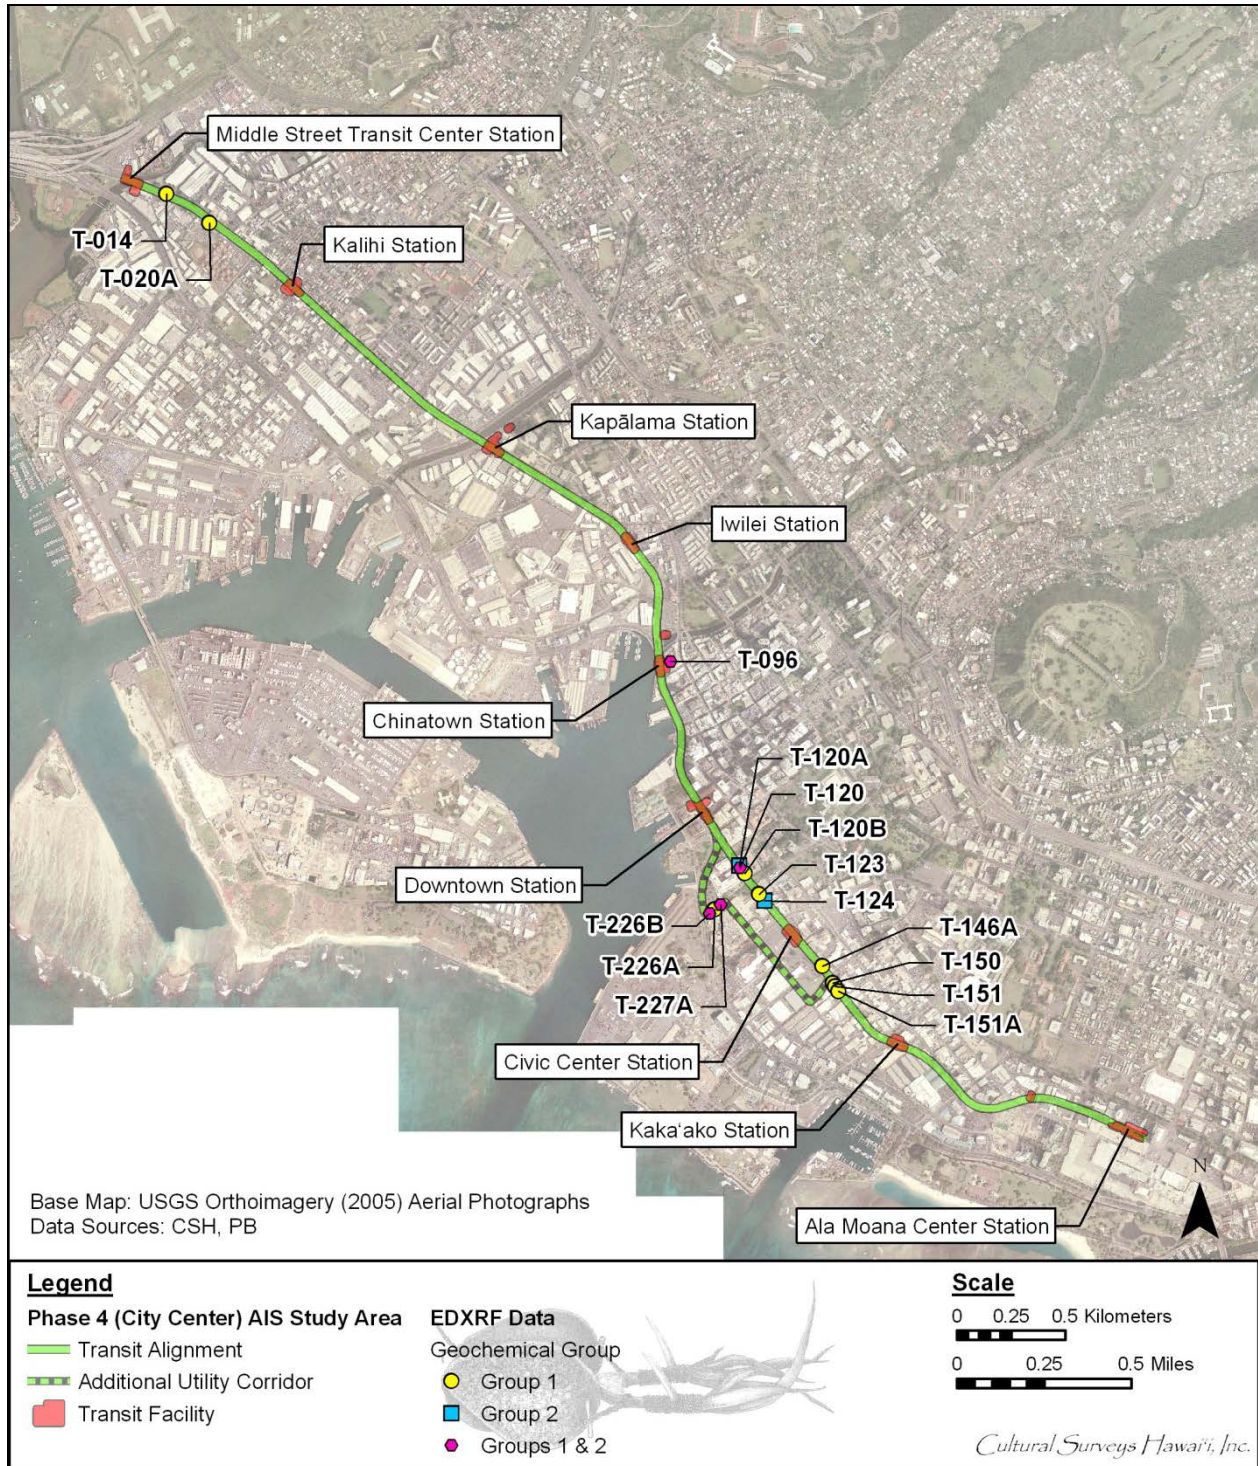 Middle Street Transit Center Station
T-014
Kalihi Station
T-020A
Kapālama Station
Iwilei Station
T-096
Chinatown Station
T-120A
T-120
T-120B
T-123
Downtown Station
T-124
T-226B
T-146A
T-226A
T-150
T-151
T-227A
T-151A
Civic Center Station
Kakaʻako Station
N
Base Map: USGS Orthoimagery (2005) Aerial Photographs
Data Sources: CSH, PB
Ala Moana Center Station
Legend
Phase 4 (City Center) AIS Study Area
Transit Alignment
Additional Utility Corridor
Transit Facility
EDXRF Data
Geochemical Group
Group 1
Group 2
Groups 1 & 2
Scale
0 0.25 0.5 Kilometers
0 0.25 0.5 Miles
Cultural Surveys Hawaiʻi, Inc.